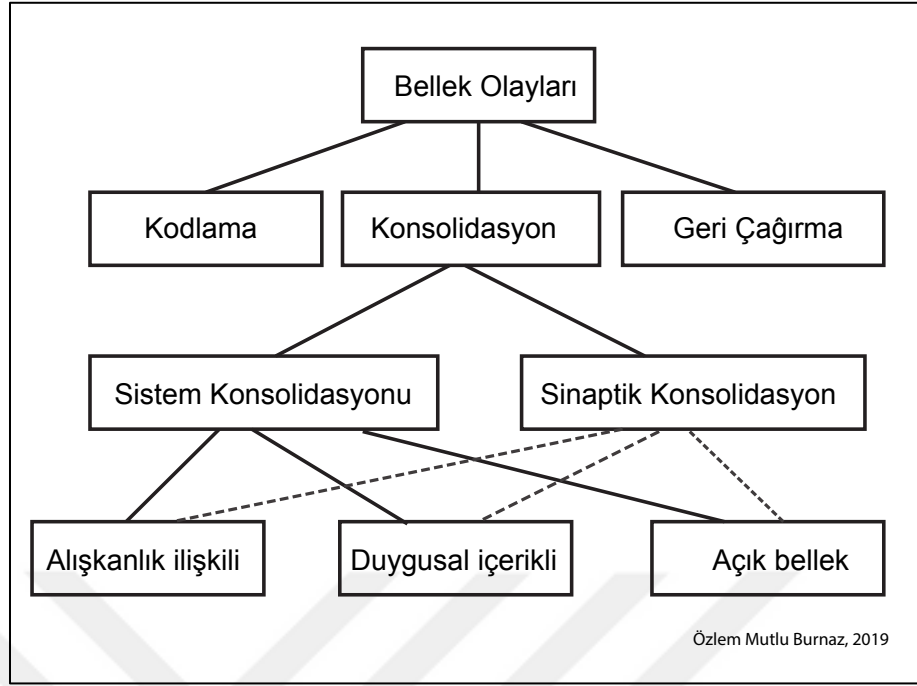 Bellek Olayları
Kodlama
Konsolidasyon
Geri Çağırma
Sistem Konsolidasyonu
Sinaptik Konsolidasyon
Alışkanlık ilişkili
Duygusal içerikli
Açık bellek
Özlem Mutlu Burnaz, 2019